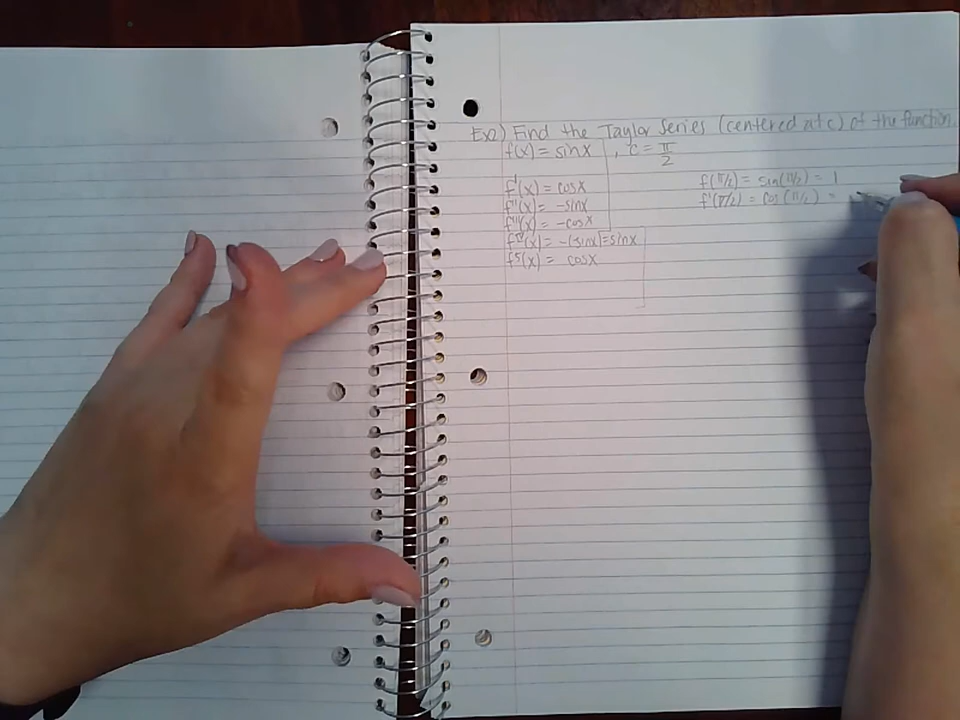 Ex2) Find the Taylor Series (centered at c) of the function
f(x) = sinx , c = π/2
f'(x) = cosx
f''(x) = -sinx
f'''(x) = -cosx
f⁴(x) = -(-sinx) = sinx
f⁵(x) = cosx
f(π/2) = sin(π/2) = 1
f'(π/2) = cos(π/2) =